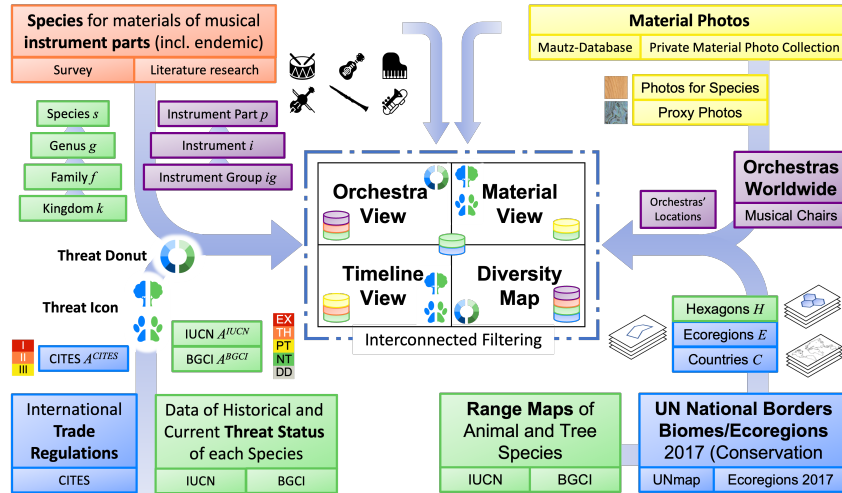 Species for materials of musical
instrument parts (incl. endemic)
Survey
Literature research
Material Photos
Mautz-Database
Private Material Photo Collection
Photos for Species
Proxy Photos
Species s
Genus g
Family f
Kingdom k
Instrument Part p
Instrument i
Instrument Group ig
Orchestras
Worldwide
Musical Chairs
Orchestras'
Locations
Orchestra
View
Material
View
Timeline
View
Diversity
Map
Interconnected Filtering
Threat Donut
Threat Icon
I
II
III
CITES A^CITES
IUCN A^IUCN
BGCI A^BGCI
EX
TH
PT
NT
DD
Hexagons H
Ecoregions E
Countries C
International
Trade
Regulations
CITES
Data of Historical and
Current Threat Status
of each Species
IUCN
BGCI
Range Maps of
Animal and Tree
Species
IUCN
BGCI
UN National Borders
Biomes/Ecoregions
2017 (Conservation
UNmap
Ecoregions 2017